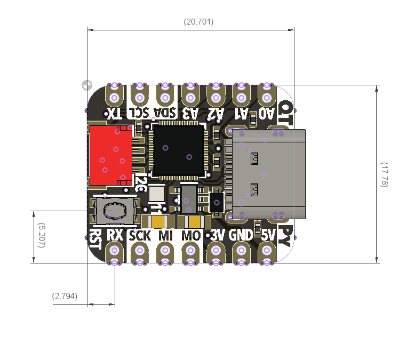 (20.701)
TX SCL SDA A3 A2 A1 A0
QT
PY
I2C
RST
RX SCK MI MO 3V GND 5V
(5.207)
(17.78)
(2.794)